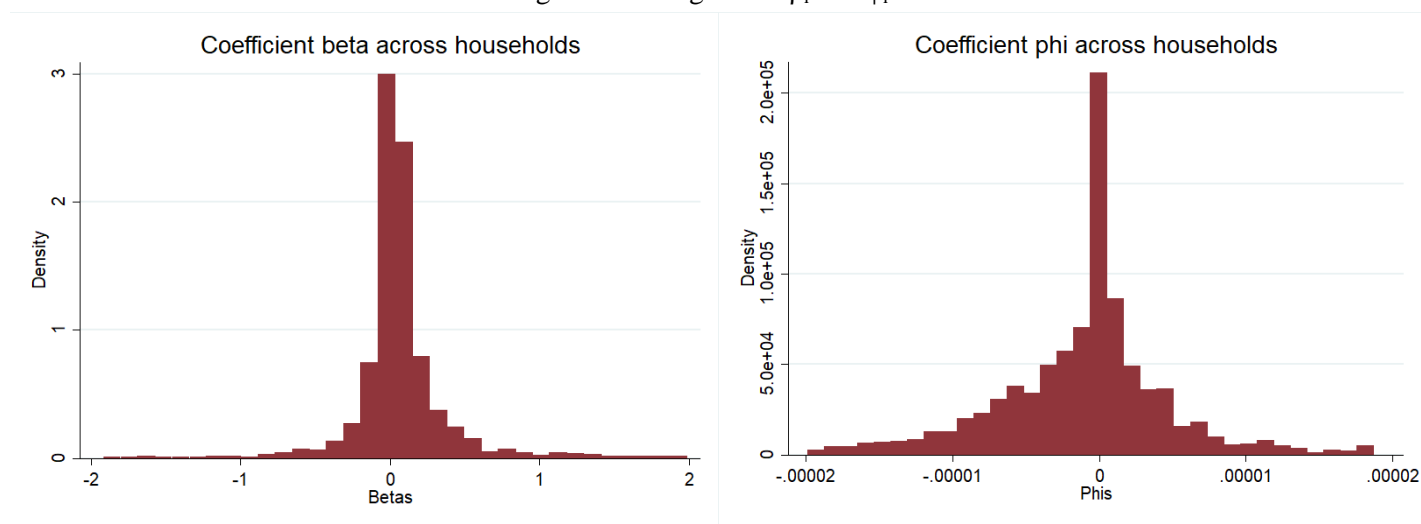 Coefficient beta across households
3
2
1
0
Density
-2
-1
0
1
2
Betas
Coefficient phi across households
2.0e+05
1.5e+05
1.0e+05
5.0e+04
0
Density
-.00002
-.00001
0
.00001
.00002
Phis